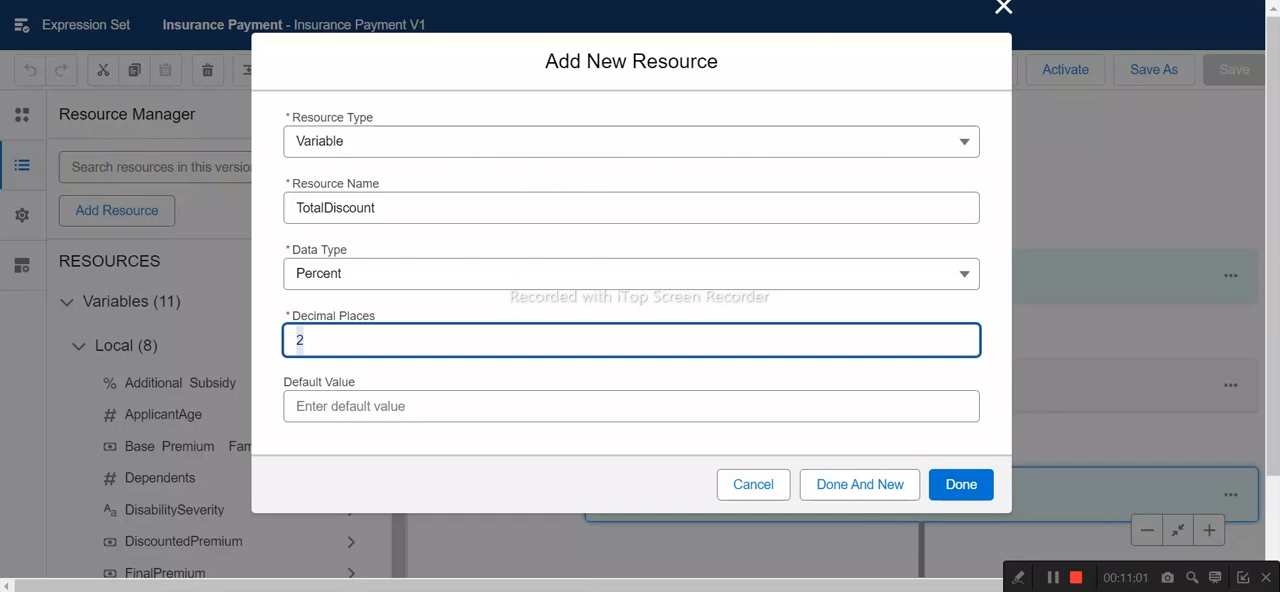 Expression Set
Insurance Payment - Insurance Payment V1
Add New Resource
Activate
Save As
Save
Resource Manager
Search resources in this versio
Add Resource
RESOURCES
Variables (11)
Local (8)
% Additional Subsidy
# ApplicantAge
Base Premium Fam
# Dependents
Aa DisabilitySeverity
DiscountedPremium
FinalPremium
* Resource Type
Variable
* Resource Name
TotalDiscount
* Data Type
Percent
Recorded with iTop Screen Recorder
* Decimal Places
2
Default Value
Enter default value
Cancel
Done And New
Done
00:11:01